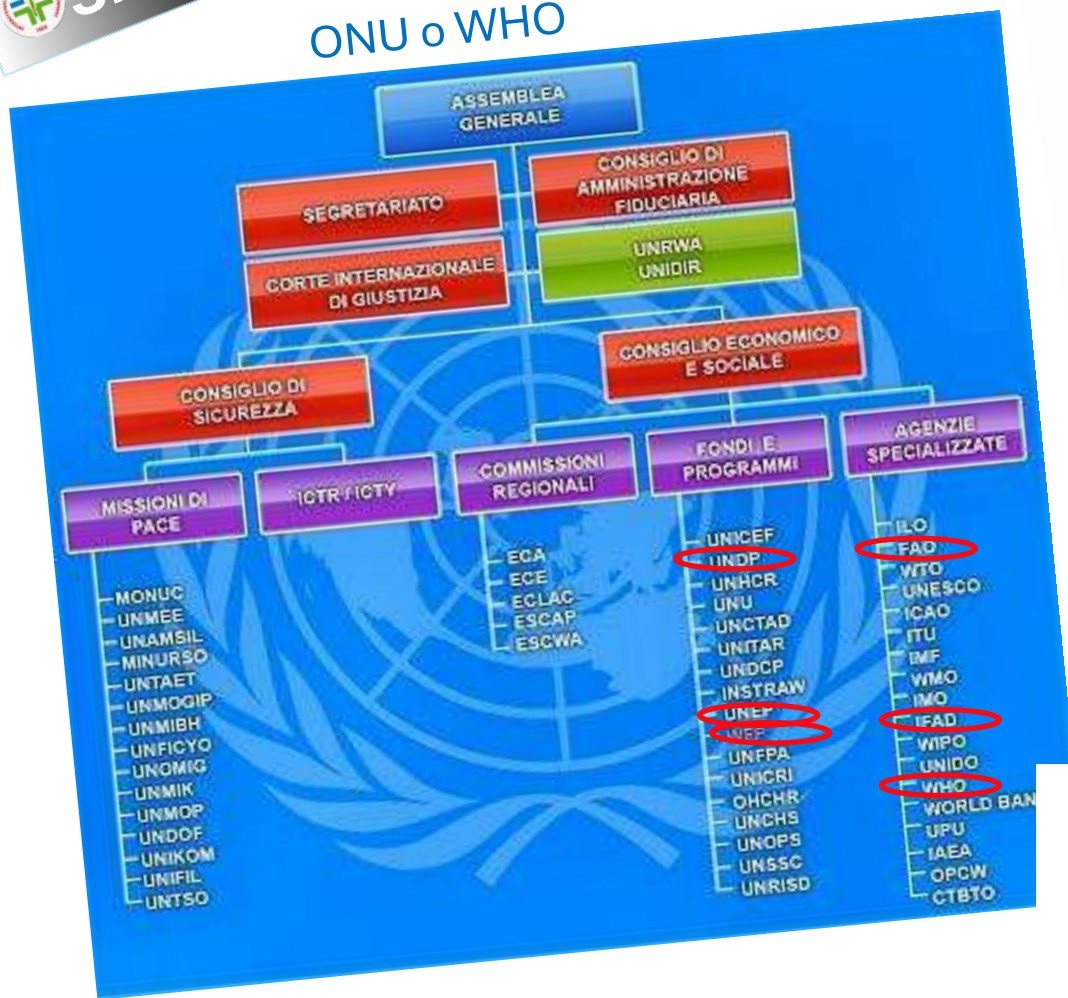 ONU o WHO
ASSEMBLEA
GENERALE
SEGRETARIATO
CONSIGLIO DI
AMMINISTRAZIONE
FIDUCIARIA
CORTE INTERNAZIONALE
DI GIUSTIZIA
UNRWA
UNIDIR
CONSIGLIO DI
SICUREZZA
CONSIGLIO ECONOMICO
E SOCIALE
MISSIONI DI
PACE
ICTR / ICTY
COMMISSIONI
REGIONALI
FONDI E
PROGRAMMI
AGENZIE
SPECIALIZZATE
MONUC
UNMEE
UNAMSIL
MINURSO
UNTAET
UNMOGIP
UNMIBH
UNFICYO
UNOMIG
UNMIK
UNMOP
UNDOF
UNIKOM
UNIFIL
UNTSO
ECA
ECE
ECLAC
ESCAP
ESCWA
UNICEF
UNDP
UNHCR
UNU
UNCTAD
UNITAR
UNDCP
INSTRAW
UNEP
WFP
UNFPA
UNICRI
OHCHR
UNCHS
UNOPS
UNSSC
UNRISD
ILO
FAO
WTO
UNESCO
ICAO
ITU
IMF
WMO
IMO
IFAD
WIPO
UNIDO
WHO
WORLD BAN
UPU
IAEA
OPCW
CTBTO